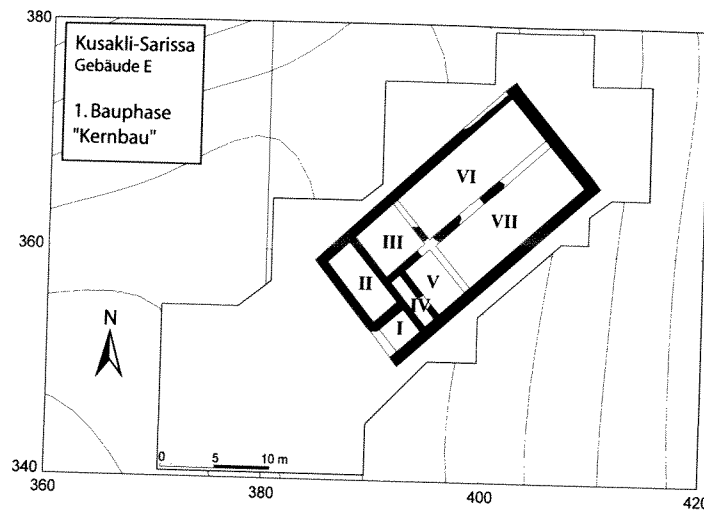 380
Kusakli-Sarissa
Gebäude E
1. Bauphase
"Kernbau"
VI
VII
360
III
II
V
IV
I
N
0 5 10 m
340
360 380 400 420